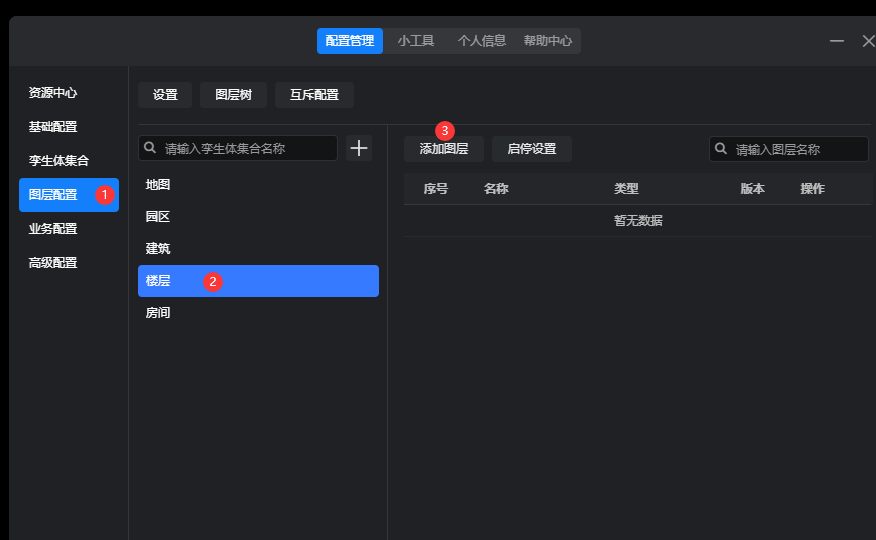 配置管理 小工具 个人信息 帮助中心
资源中心
基础配置
孪生体集合
图层配置 1
业务配置
高级配置
设置 图层树 互斥配置
请输入孪生体集合名称
地图
园区
建筑
楼层 2
房间
3
添加图层 启停设置 请输入图层名称
序号 名称 类型 版本 操作
暂无数据